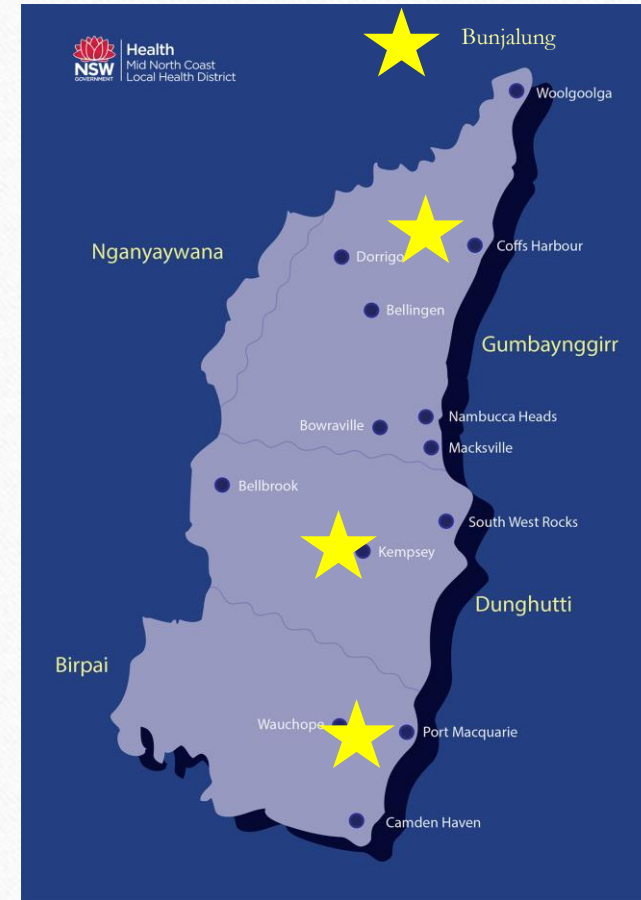 Health
NSW
GOVERNMENT
Mid North Coast
Local Health District
Bunjalung
Woolgoolga
Nganyaywana
Dorrigo
Coffs Harbour
Bellingen
Gumbaynggirr
Nambucca Heads
Bowraville
Macksville
Bellbrook
South West Rocks
Kempsey
Dunghutti
Birpai
Wauchope
Port Macquarie
Camden Haven